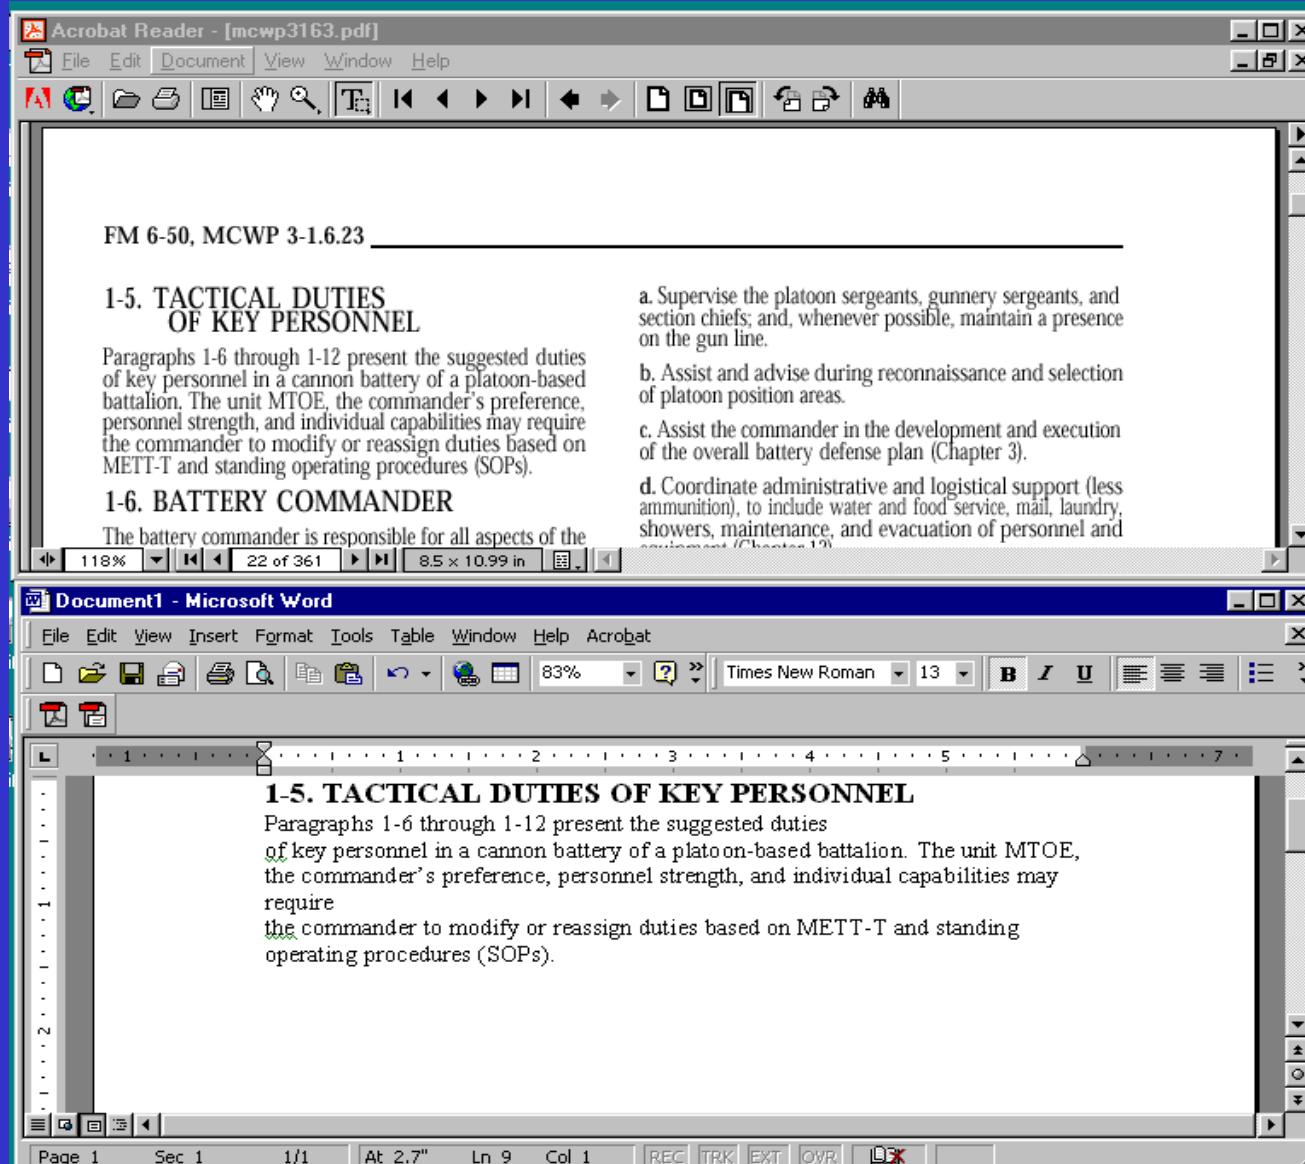 Acrobat Reader - [mcwp3163.pdf]
File Edit Document View Window Help
FM 6-50, MCWP 3-1.6.23
1-5. TACTICAL DUTIES
OF KEY PERSONNEL
Paragraphs 1-6 through 1-12 present the suggested duties
of key personnel in a cannon battery of a platoon-based
battalion. The unit MTOE, the commander's preference,
personnel strength, and individual capabilities may require
the commander to modify or reassign duties based on
METT-T and standing operating procedures (SOPs).
1-6. BATTERY COMMANDER
The battery commander is responsible for all aspects of the
a. Supervise the platoon sergeants, gunnery sergeants, and
section chiefs; and, whenever possible, maintain a presence
on the gun line.
b. Assist and advise during reconnaissance and selection
of platoon position areas.
c. Assist the commander in the development and execution
of the overall battery defense plan (Chapter 3).
d. Coordinate administrative and logistical support (less
ammunition), to include water and food service, mail, laundry,
showers, maintenance, and evacuation of personnel and
equipment (Chapter 12)
118% 22 of 361 8.5 x 10.99 in
Document1 - Microsoft Word
File Edit View Insert Format Tools Table Window Help Acrobat
83% Times New Roman 13 B I U
1 1 2 3 4 5 7
1-5. TACTICAL DUTIES OF KEY PERSONNEL
Paragraphs 1-6 through 1-12 present the suggested duties
of key personnel in a cannon battery of a platoon-based battalion. The unit MTOE,
the commander's preference, personnel strength, and individual capabilities may
require
the commander to modify or reassign duties based on METT-T and standing
operating procedures (SOPs).
1
2
Page 1 Sec 1 1/1 At 2.7" Ln 9 Col 1 REC TRK EXT OVR